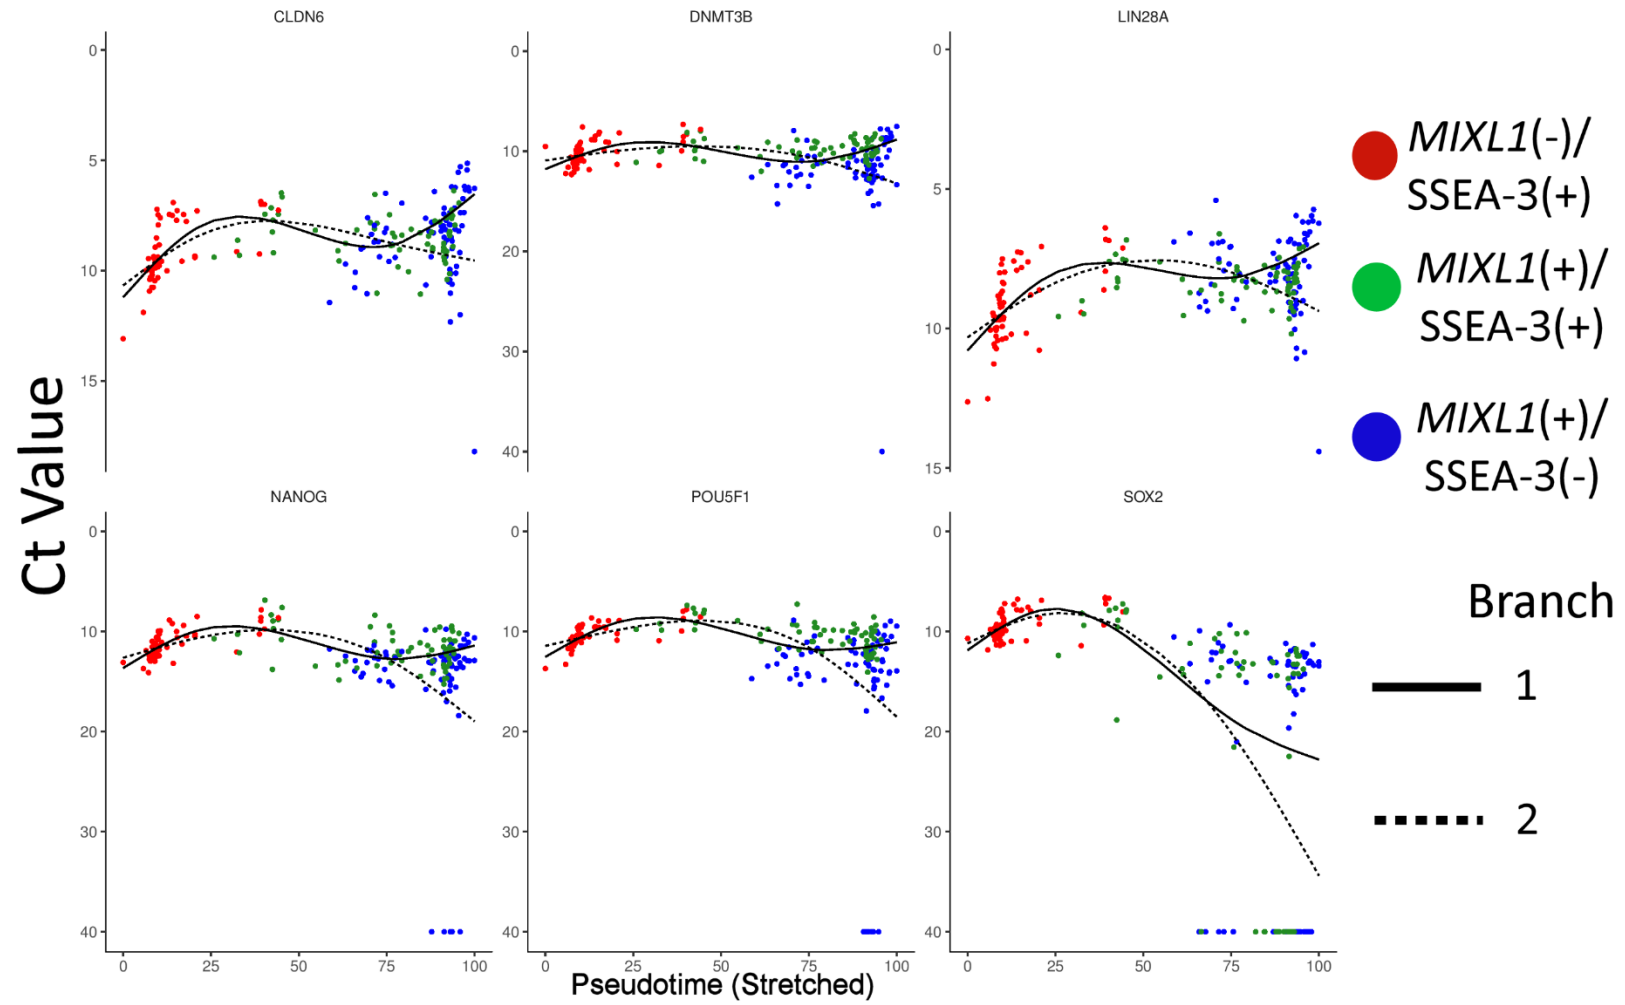 CLDN6
DNMT3B
LIN28A
0
5
10
15
0
10
20
30
40
0
5
10
15
NANOG
POU5F1
SOX2
0
10
20
30
40
0
10
20
30
40
0
10
20
30
40
0 25 50 75 100
0 25 50 75 100
0 25 50 75 100
Ct Value
Pseudotime (Stretched)
MIXL1(-)/
SSEA-3(+)
MIXL1(+)/
SSEA-3(+)
MIXL1(+)/
SSEA-3(-)
Branch
1
2